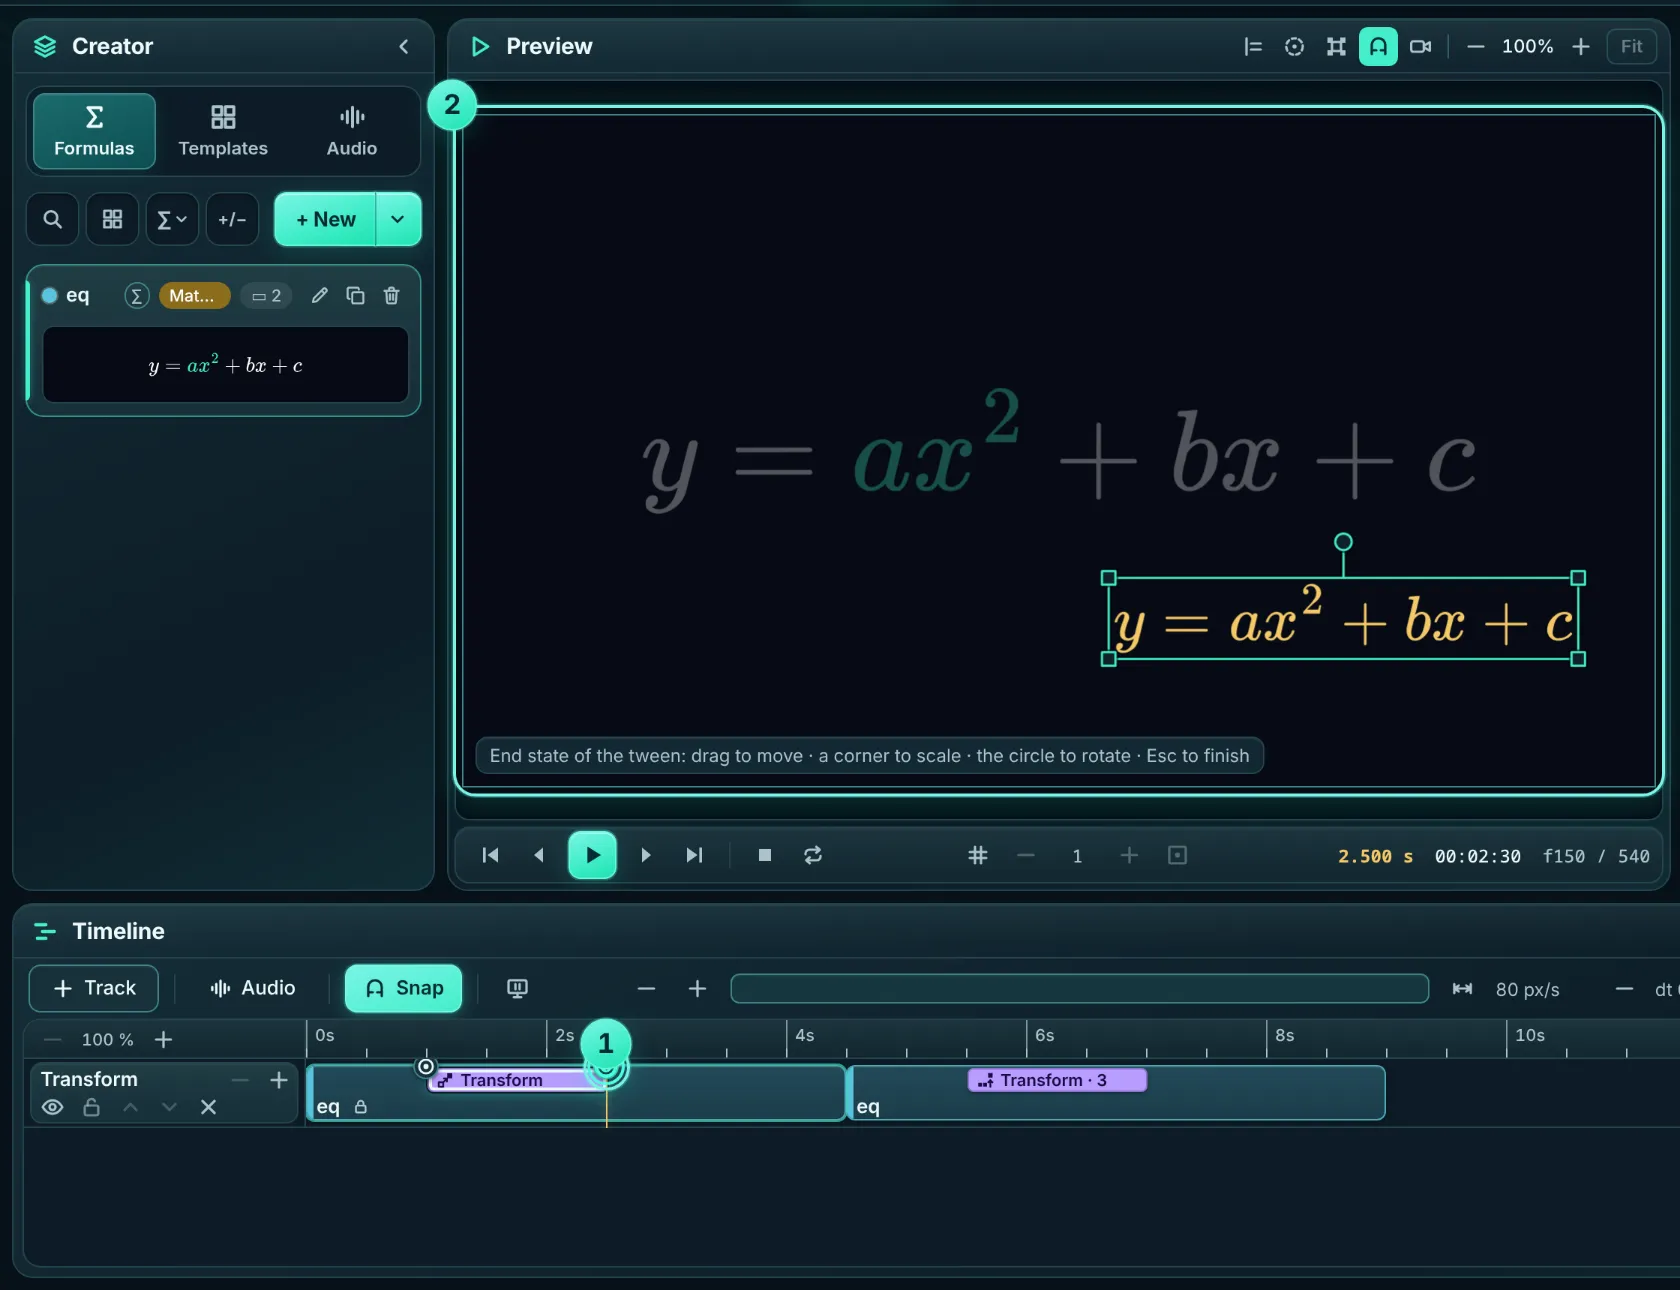 Creator
Formulas
Templates
Audio
Σ
+/−
+ New
eq
Σ
Mat...
2
y = ax² + bx + c
Preview
100%
Fit
2
y = ax² + bx + c
y = ax² + bx + c
End state of the tween: drag to move · a corner to scale · the circle to rotate · Esc to finish
1
2.500 s
00:02:30
f150 / 540
Timeline
+ Track
Audio
Snap
80 px/s
dt
100 %
0s
2s
4s
6s
8s
10s
1
Transform
Transform
eq
Transform · 3
eq